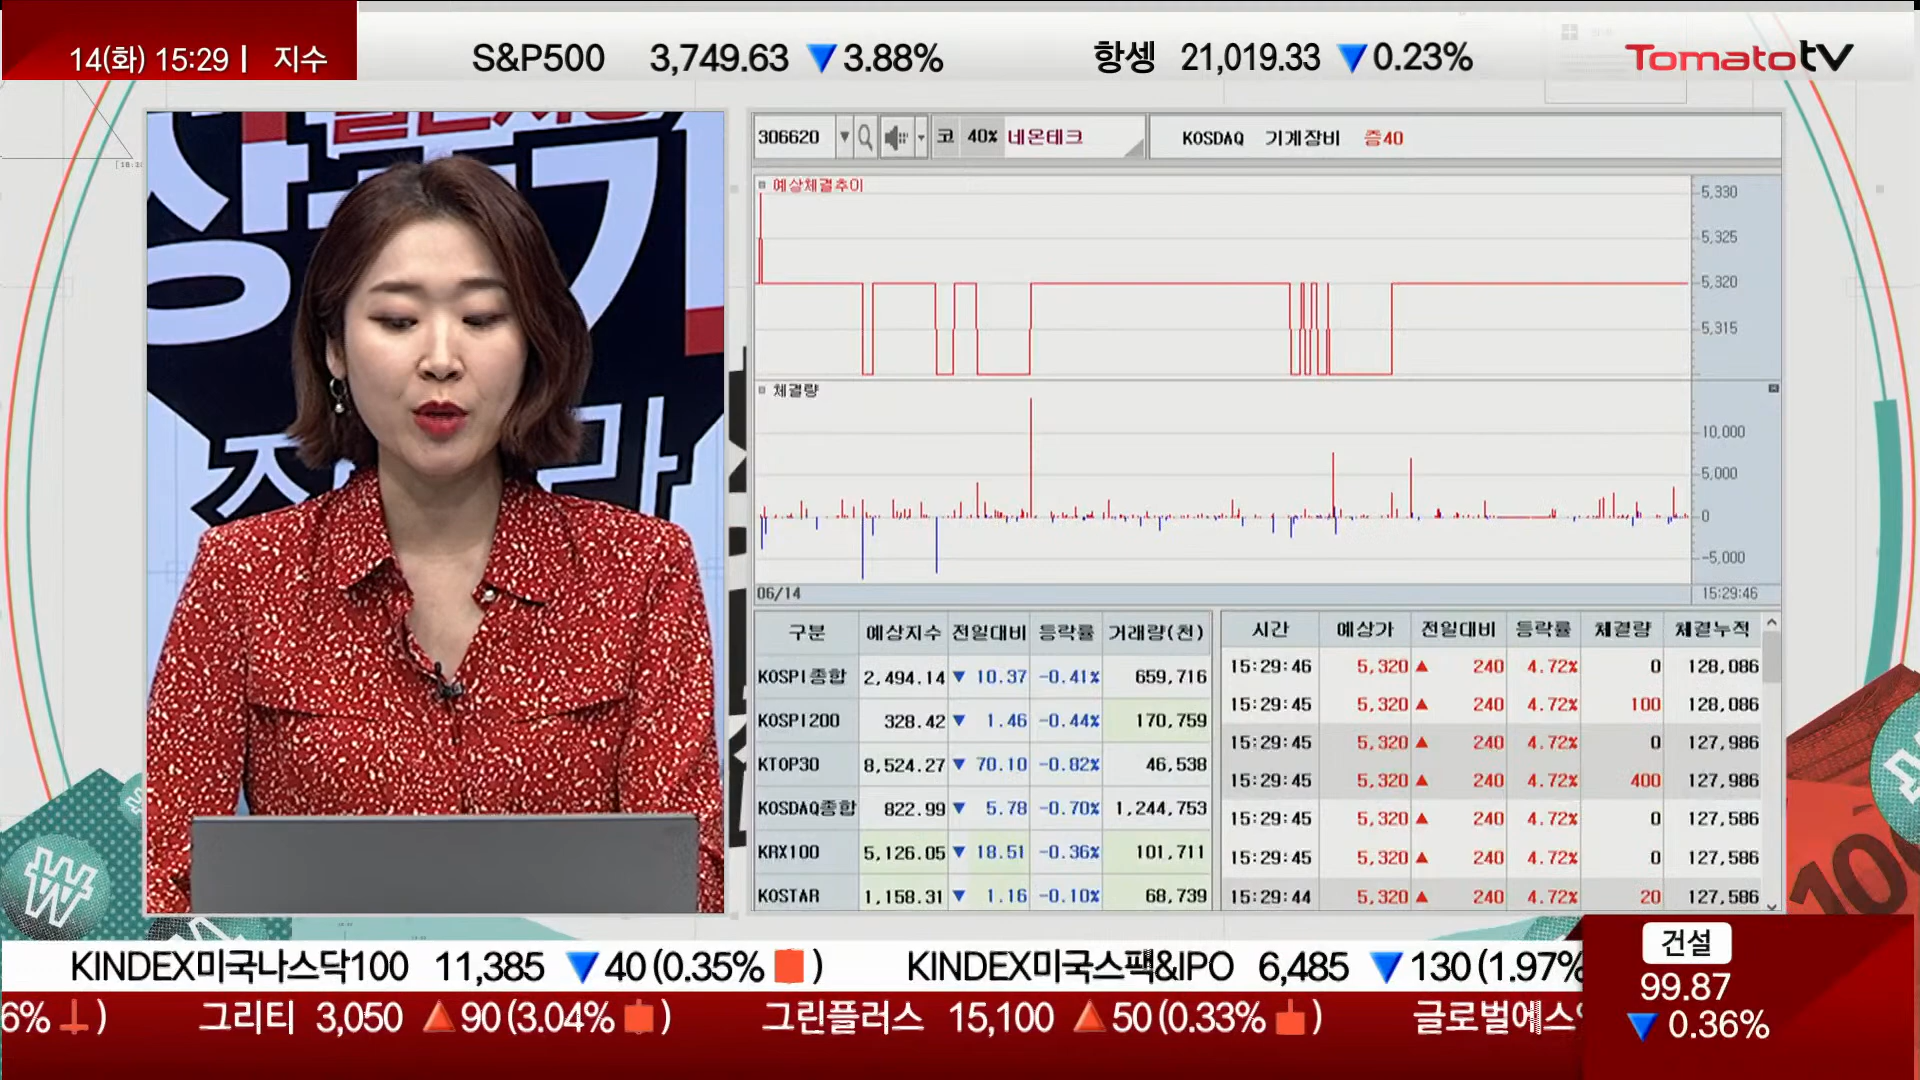 14(화) 15:29 | 지수 S&P500 3,749.63 ▼3.88% 항셍 21,019.33 ▼0.23% Tomatotv
306620 코 40% 네온테크 KOSDAQ 기계장비 증40
예상체결추이
5,330
5,325
5,320
5,315
체결량
10,000
5,000
0
-5,000
06/14 15:29:46
구분 예상지수 전일대비 등락률 거래량(천)
KOSPI종합 2,494.14 ▼ 10.37 -0.41% 659,716
KOSPI200 328.42 ▼ 1.46 -0.44% 170,759
KTOP30 8,524.27 ▼ 70.10 -0.82% 46,538
KOSDAQ종합 822.99 ▼ 5.78 -0.70% 1,244,753
KRX100 5,126.05 ▼ 18.51 -0.36% 101,711
KOSTAR 1,158.31 ▼ 1.16 -0.10% 68,739
시간 예상가 전일대비 등락률 체결량 체결누적
15:29:46 5,320 ▲ 240 4.72% 0 128,086
15:29:45 5,320 ▲ 240 4.72% 100 128,086
15:29:45 5,320 ▲ 240 4.72% 0 127,986
15:29:45 5,320 ▲ 240 4.72% 400 127,986
15:29:45 5,320 ▲ 240 4.72% 0 127,586
15:29:45 5,320 ▲ 240 4.72% 0 127,586
15:29:44 5,320 ▲ 240 4.72% 20 127,586
KINDEX미국나스닥100 11,385 ▼40(0.35% ) KINDEX미국스팩&IPO 6,485 ▼130(1.97%
6% ) 그리티 3,050 ▲90(3.04% ) 그린플러스 15,100 ▲50(0.33% ) 글로벌에스
건설
99.87
▼ 0.36%